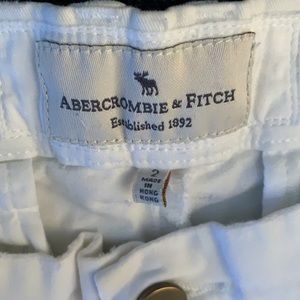 ABERCROMBIE & FITCH
Established 1892
2
MADE
IN
HONG
KONG